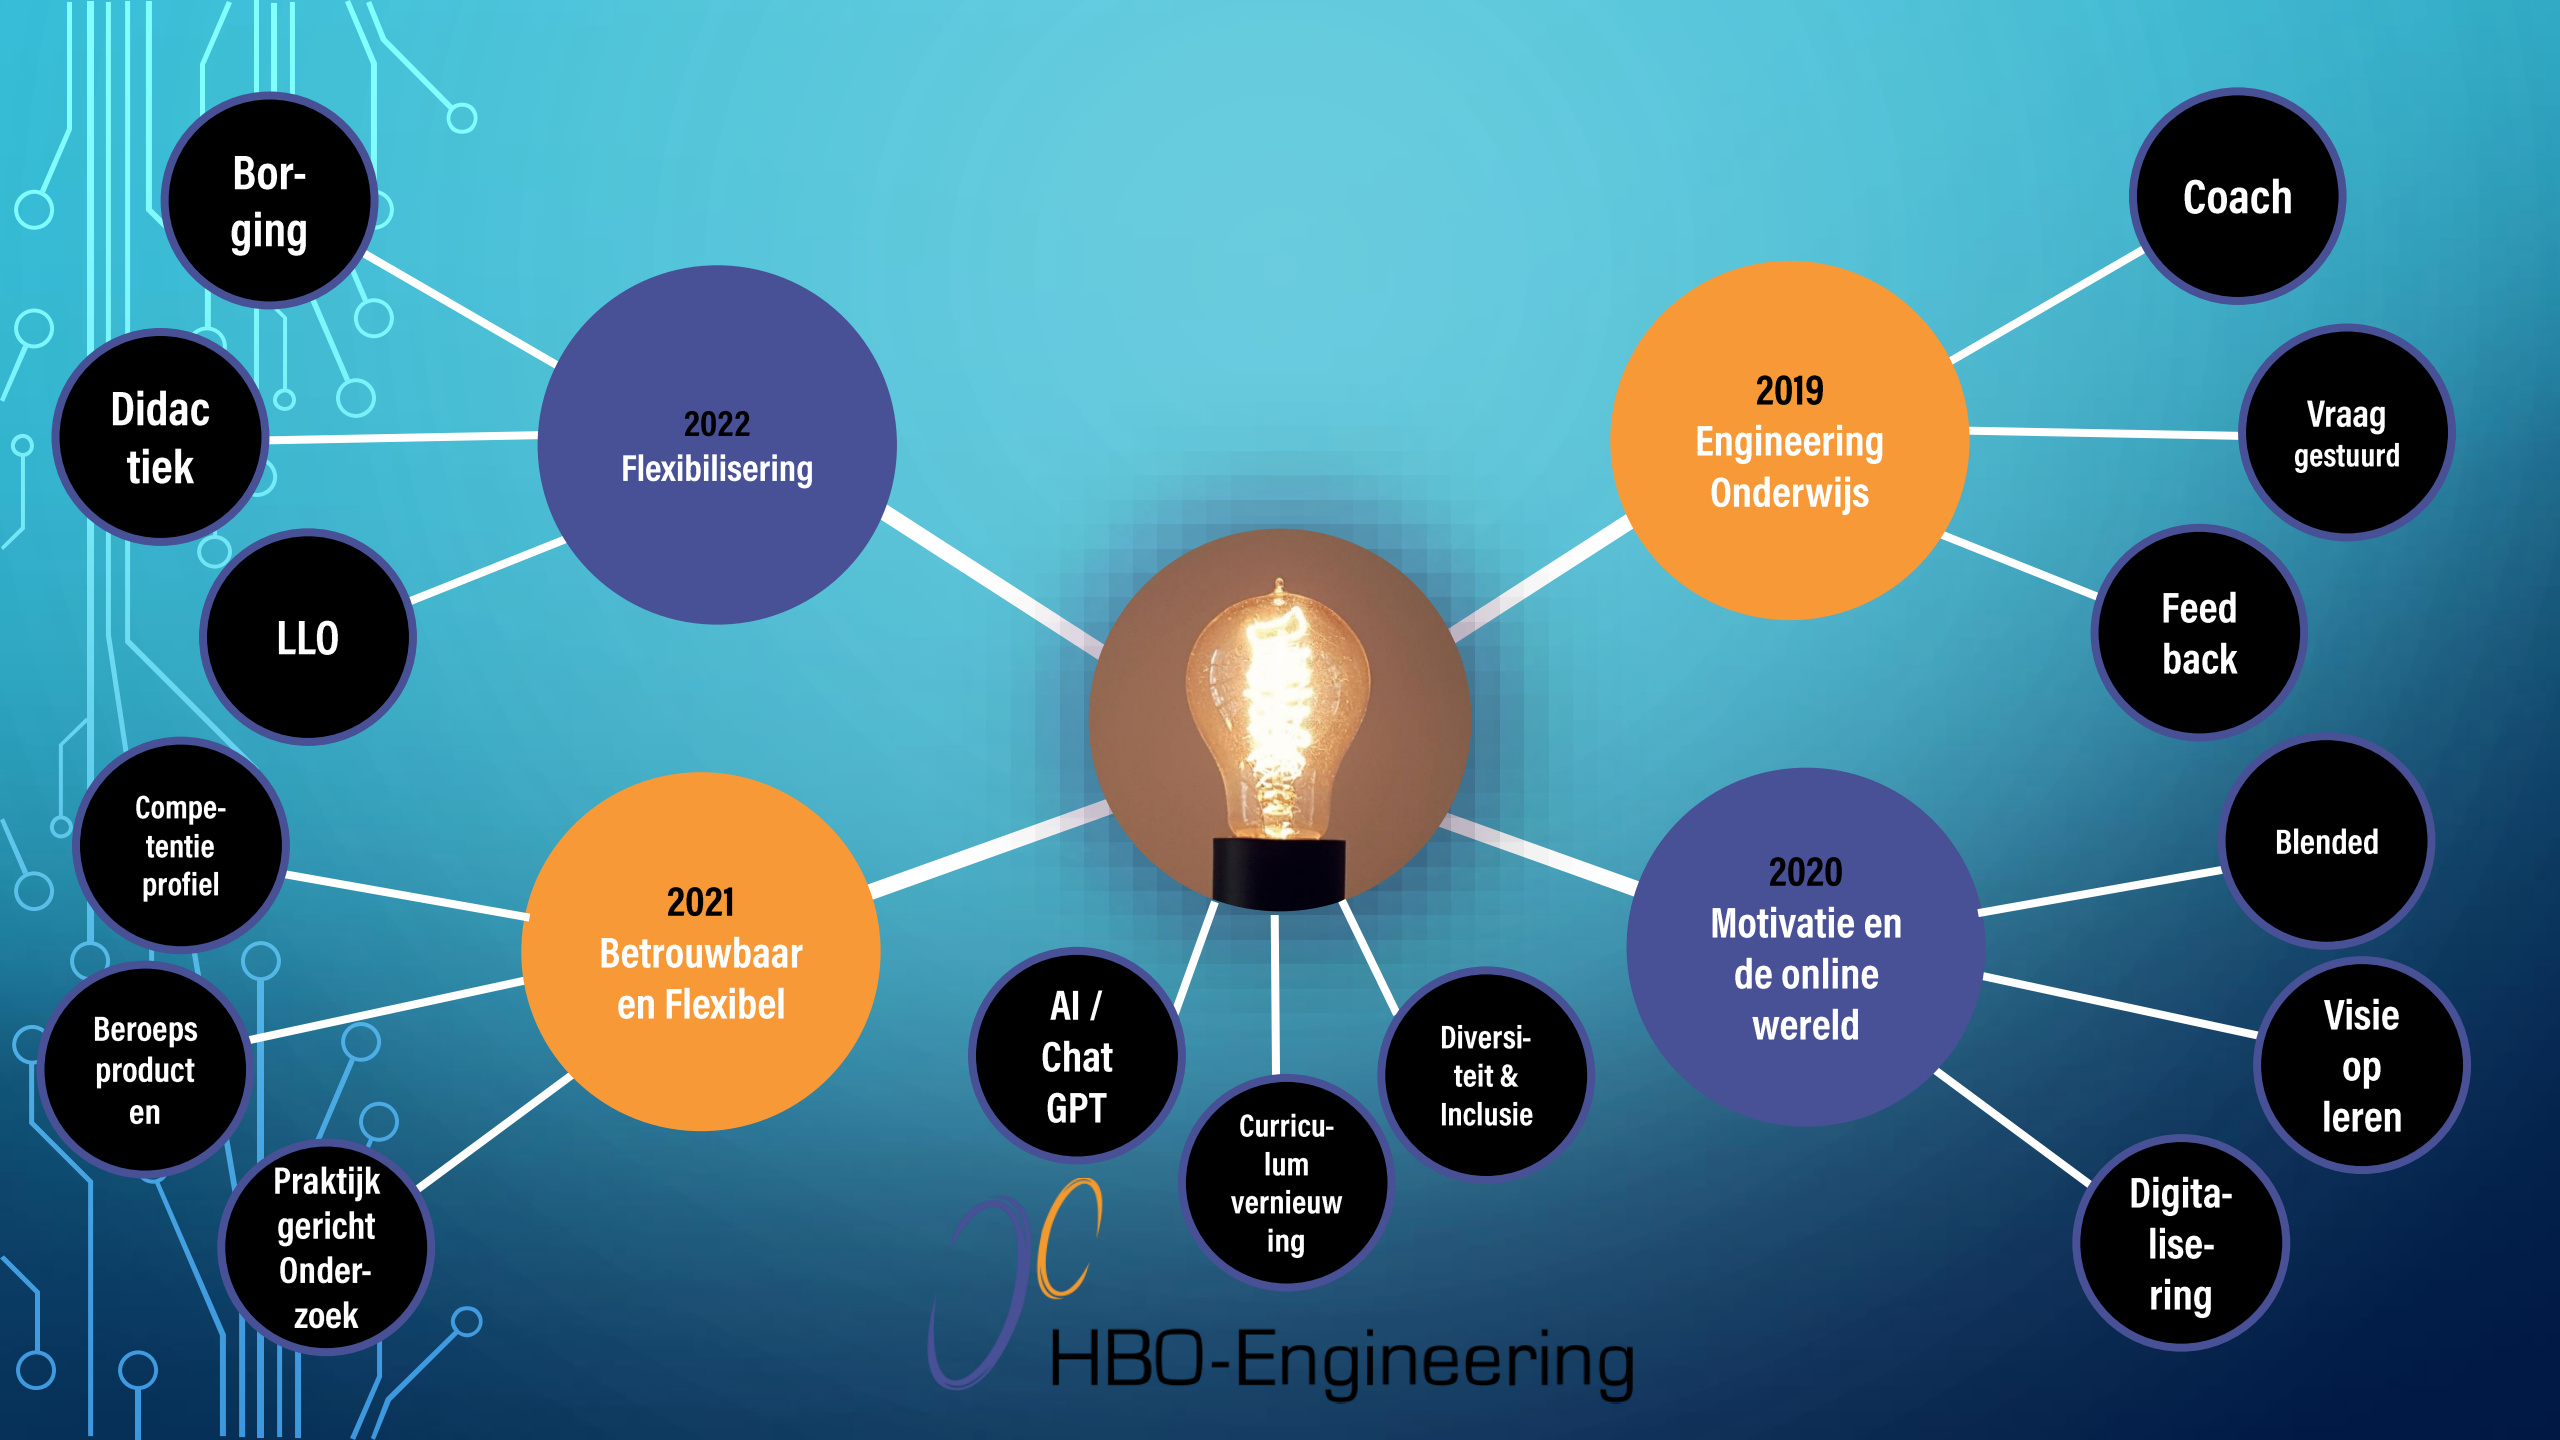 Bor-
ging
Didac
tiek
LLO
2022
Flexibilisering
Compe-
tentie
profiel
Beroeps
product
en
Praktijk
gericht
Onder-
zoek
2021
Betrouwbaar
en Flexibel
AI /
Chat
GPT
Curricu-
lum
vernieuw
ing
Diversi-
teit &
Inclusie
2019
Engineering
Onderwijs
Coach
Vraag
gestuurd
Feed
back
2020
Motivatie en
de online
wereld
Blended
Visie
op
leren
Digita-
lise-
ring
HBO-Engineering